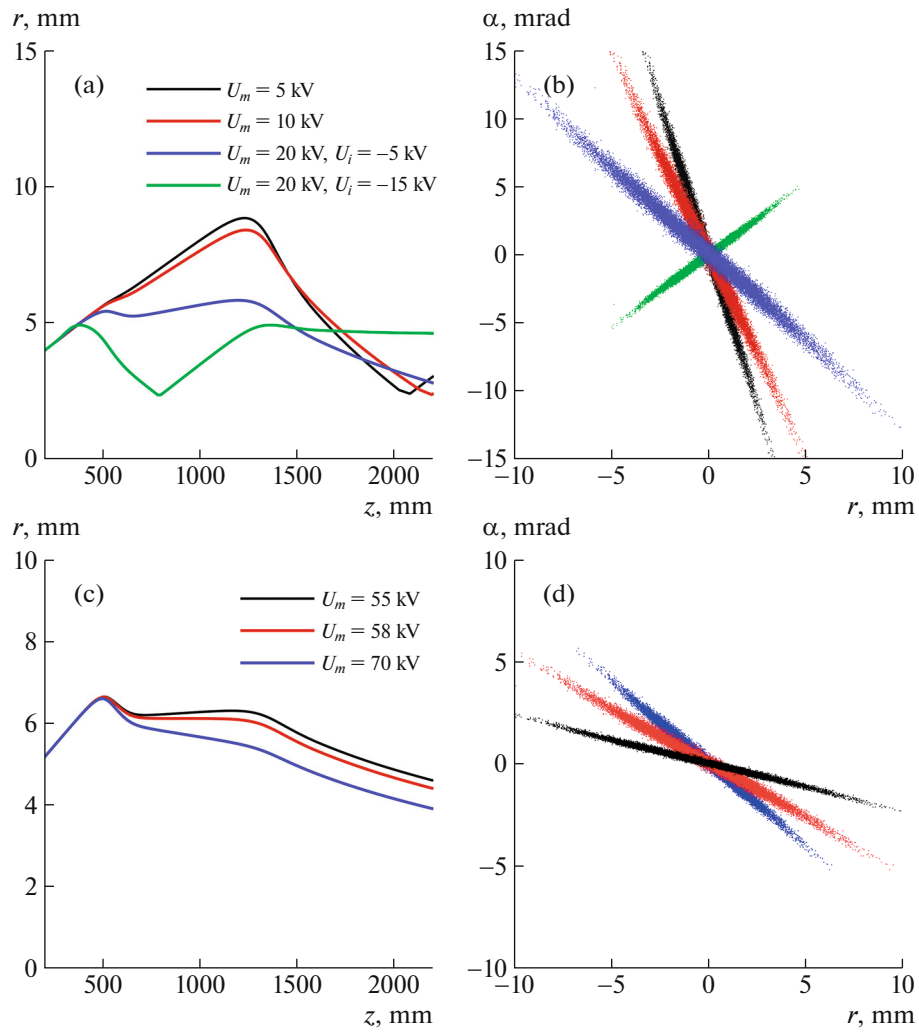 r, mm
15
10
5
0
(a)
U_m = 5 kV
U_m = 10 kV
U_m = 20 kV, U_i = −5 kV
U_m = 20 kV, U_i = −15 kV
500 1000 1500 2000
z, mm
α, mrad
15
10
5
0
−5
−10
−15
(b)
−10 −5 0 5 10
r, mm
r, mm
10
8
6
4
2
0
(c)
U_m = 55 kV
U_m = 58 kV
U_m = 70 kV
500 1000 1500 2000
z, mm
α, mrad
10
5
0
−5
−10
(d)
−10 −5 0 5 10
r, mm